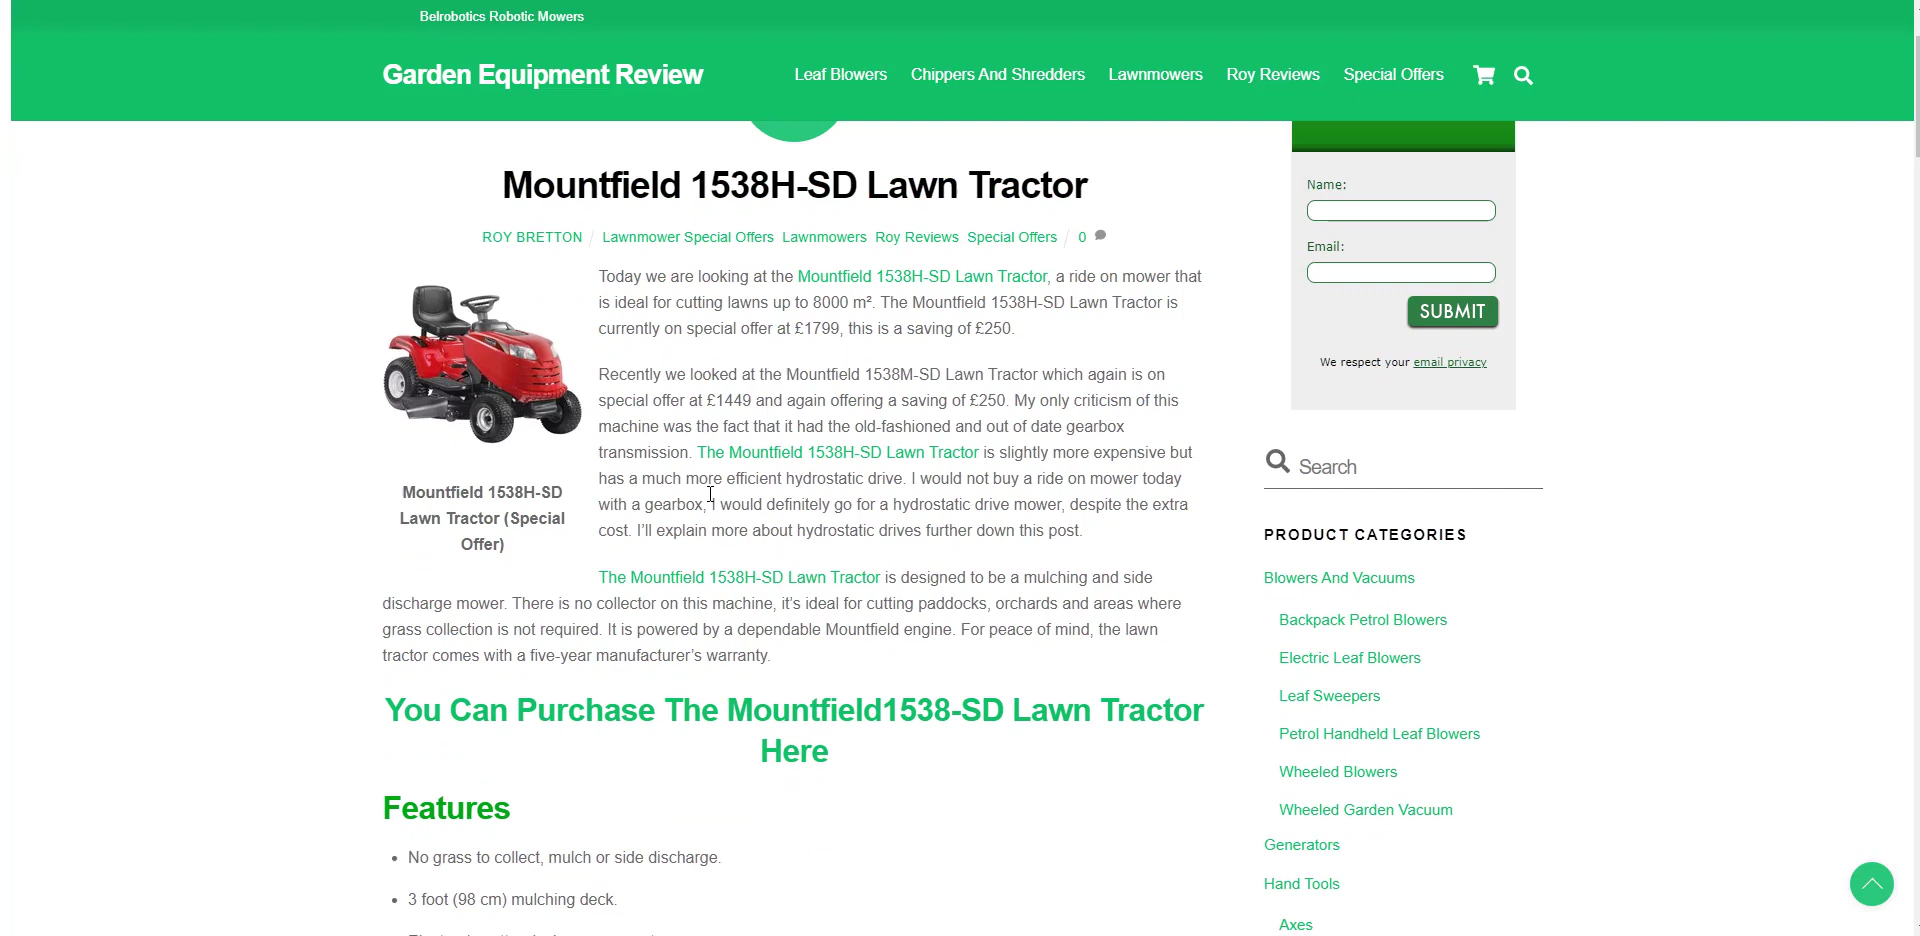 Belrobotics Robotic Mowers
Garden Equipment Review
Leaf Blowers Chippers And Shredders Lawnmowers Roy Reviews Special Offers
Mountfield 1538H-SD Lawn Tractor
ROY BRETTON / Lawnmower Special Offers Lawnmowers Roy Reviews Special Offers / 0
Today we are looking at the Mountfield 1538H-SD Lawn Tractor, a ride on mower that
is ideal for cutting lawns up to 8000 m². The Mountfield 1538H-SD Lawn Tractor is
currently on special offer at £1799, this is a saving of £250.
Recently we looked at the Mountfield 1538M-SD Lawn Tractor which again is on
special offer at £1449 and again offering a saving of £250. My only criticism of this
machine was the fact that it had the old-fashioned and out of date gearbox
transmission. The Mountfield 1538H-SD Lawn Tractor is slightly more expensive but
has a much more efficient hydrostatic drive. I would not buy a ride on mower today
with a gearbox, I would definitely go for a hydrostatic drive mower, despite the extra
cost. I’ll explain more about hydrostatic drives further down this post.
Mountfield 1538H-SD
Lawn Tractor (Special
Offer)
The Mountfield 1538H-SD Lawn Tractor is designed to be a mulching and side
discharge mower. There is no collector on this machine, it’s ideal for cutting paddocks, orchards and areas where
grass collection is not required. It is powered by a dependable Mountfield engine. For peace of mind, the lawn
tractor comes with a five-year manufacturer’s warranty.
You Can Purchase The Mountfield1538-SD Lawn Tractor
Here
Features
• No grass to collect, mulch or side discharge.
• 3 foot (98 cm) mulching deck.
Name:
Email:
SUBMIT
We respect your email privacy
Search
PRODUCT CATEGORIES
Blowers And Vacuums
Backpack Petrol Blowers
Electric Leaf Blowers
Leaf Sweepers
Petrol Handheld Leaf Blowers
Wheeled Blowers
Wheeled Garden Vacuum
Generators
Hand Tools
Axes